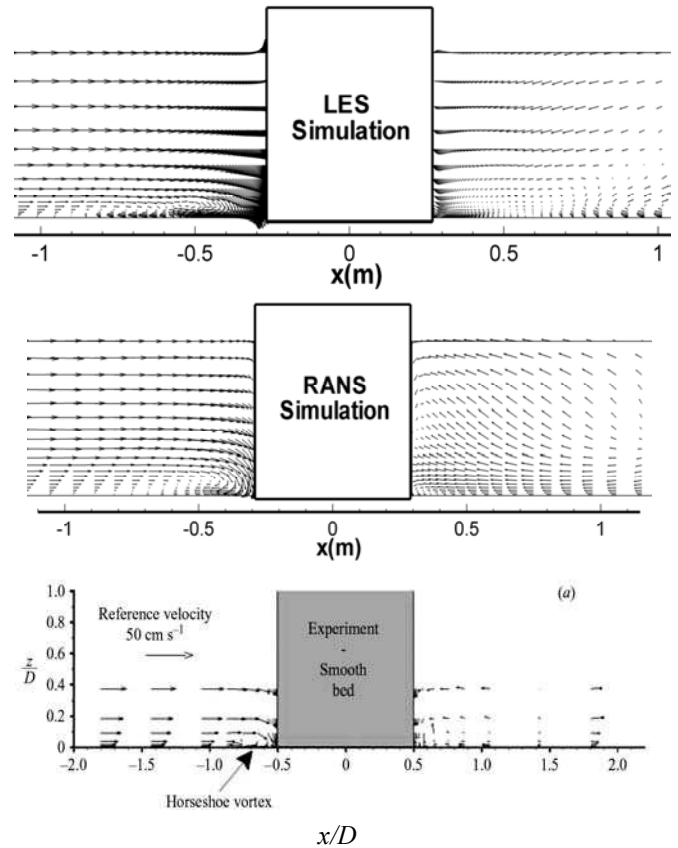 LES
Simulation
-1 -0.5 0 0.5 1
x(m)
RANS
Simulation
-1 -0.5 0 0.5 1
x(m)
1.0
(a)
Reference velocity
50 cm s⁻¹
0.8
Experiment
-
Smooth
bed
0.6
z/D
0.4
0.2
0
–2.0 –1.5 –1.0 –0.5 0 0.5 1.0 1.5 2.0
Horseshoe vortex
x/D